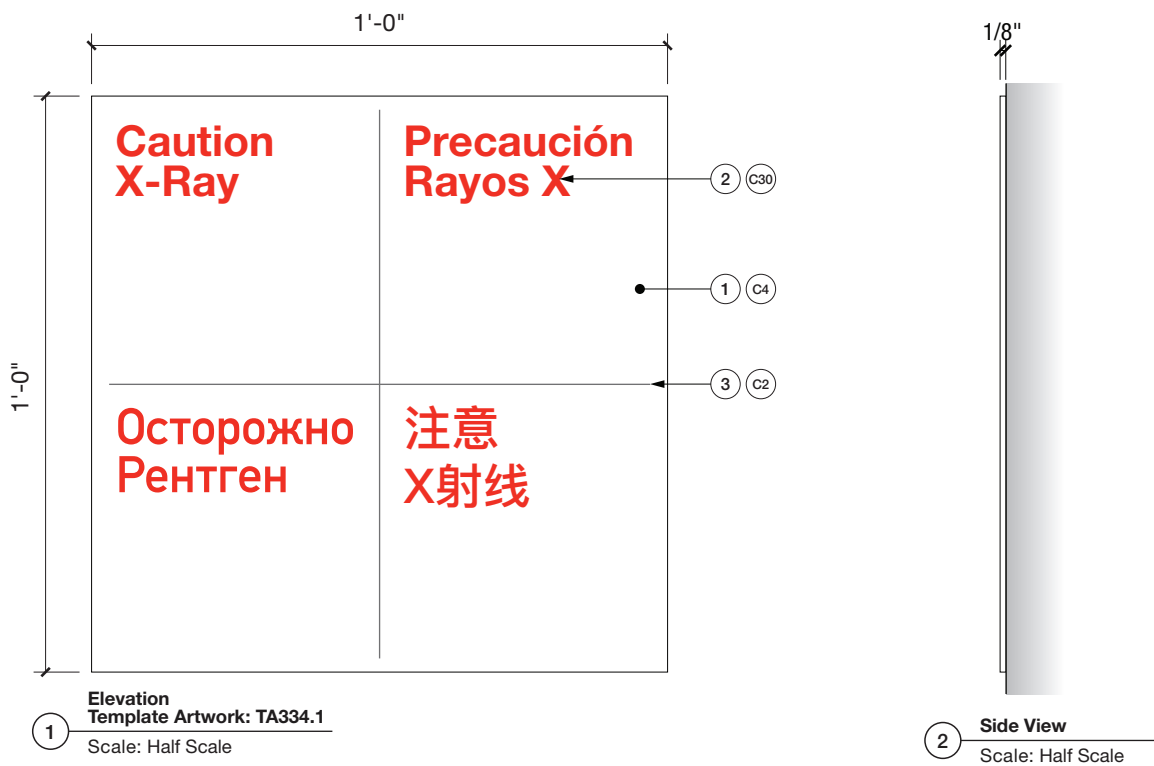 1'-0"
1/8"
1'-0"
Caution
X-Ray
Precaución
Rayos X
2 C30
1 C4
3 C2
Осторожно
Рентген
注意
X射线
1
Elevation
Template Artwork: TA334.1
Scale: Half Scale
2
Side View
Scale: Half Scale